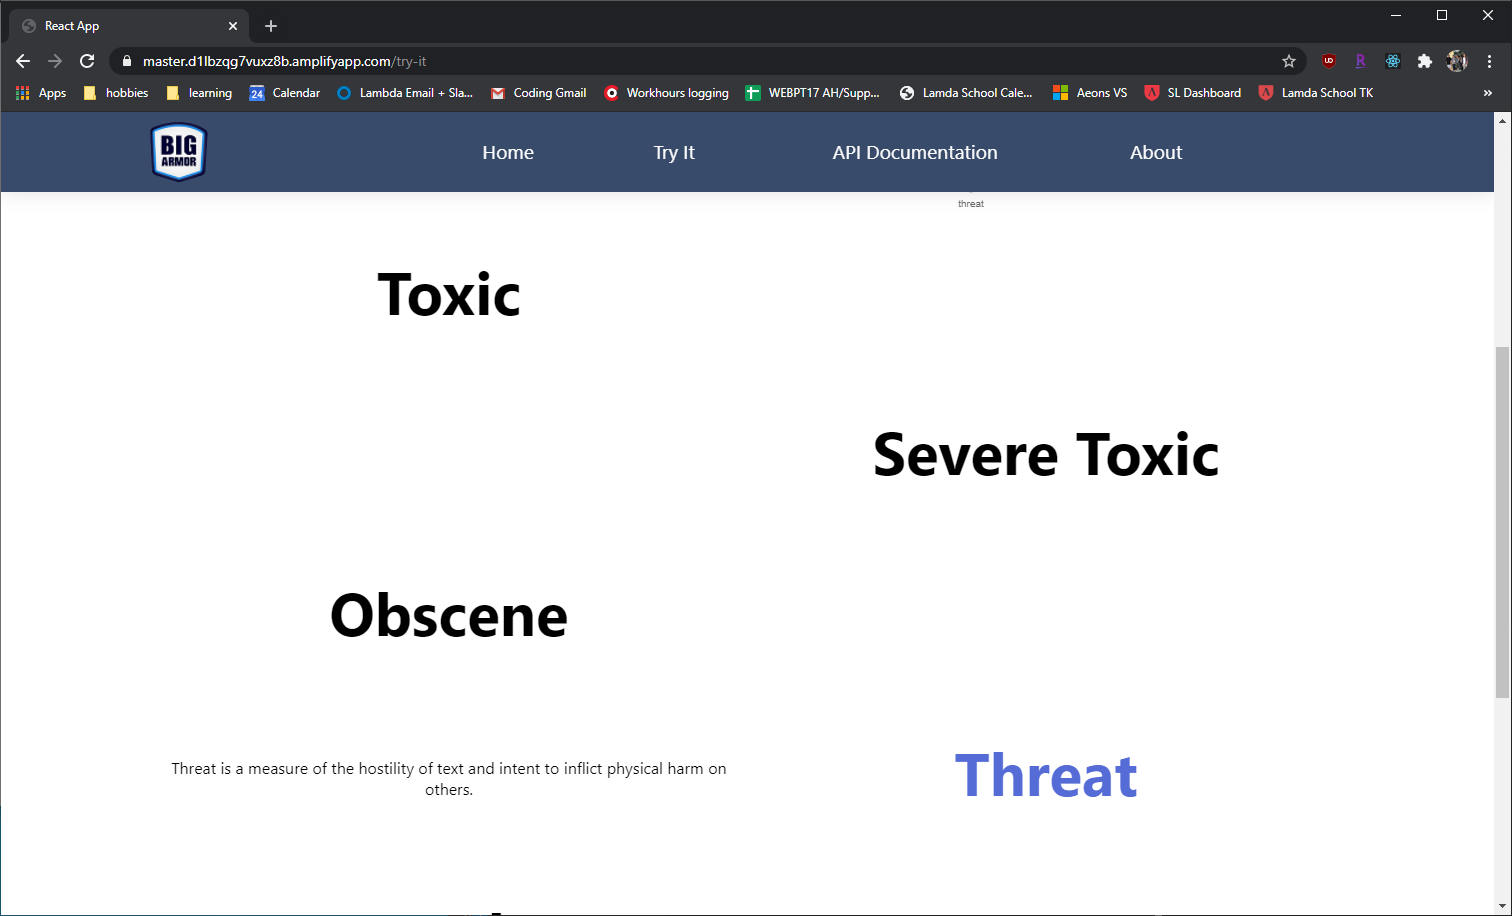 React App
master.d1lbzqg7vuxz8b.amplifyapp.com/try-it
Apps
hobbies
learning
24
Calendar
Lambda Email + Sla...
Coding Gmail
Workhours logging
WEBPT17 AH/Supp...
Lamda School Cale...
Aeons VS
SL Dashboard
Lamda School TK
BIG
ARMOR
Home
Try It
API Documentation
About
threat
Toxic
Severe Toxic
Obscene
Threat is a measure of the hostility of text and intent to inflict physical harm on
others.
Threat